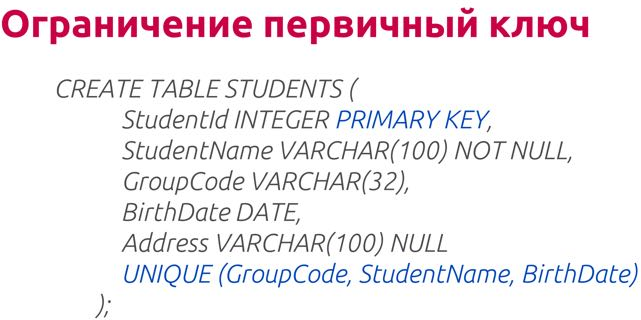 Ограничение первичный ключ
CREATE TABLE STUDENTS (
StudentId INTEGER PRIMARY KEY,
StudentName VARCHAR(100) NOT NULL,
GroupCode VARCHAR(32),
BirthDate DATE,
Address VARCHAR(100) NULL
UNIQUE (GroupCode, StudentName, BirthDate)
);